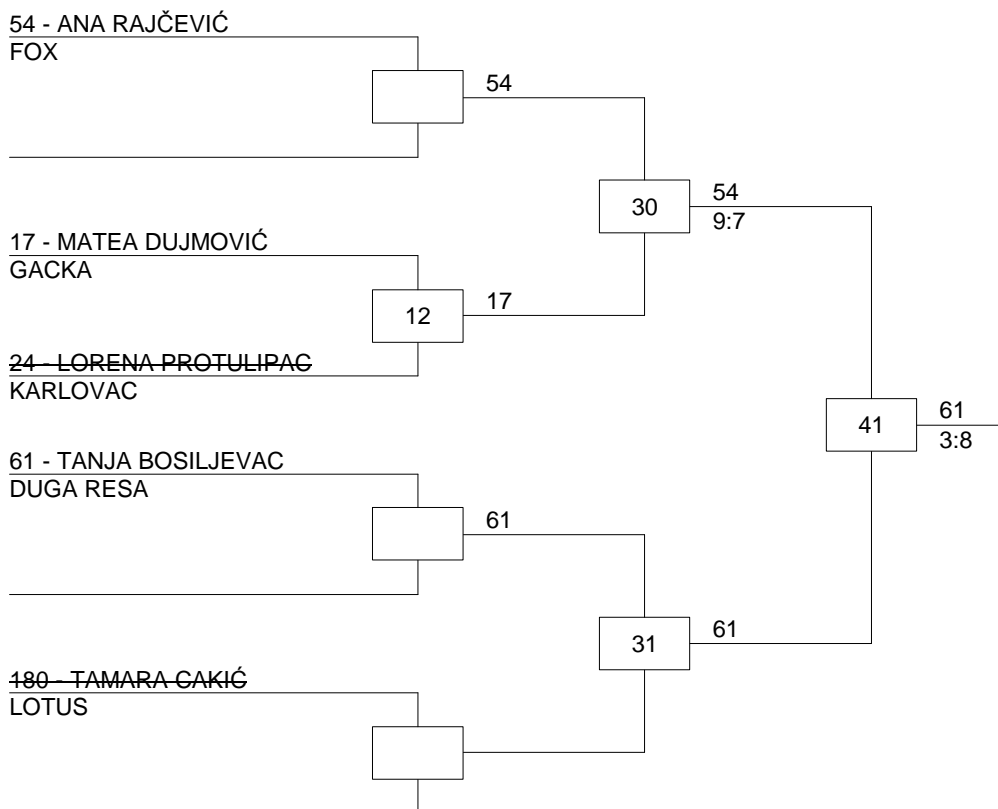 54 - ANA RAJČEVIĆ
FOX
54
30
54
9:7
17 - MATEA DUJMOVIĆ
GACKA
12
17
24 - LORENA PROTULIPAC
KARLOVAC
41
61
3:8
61 - TANJA BOSILJEVAC
DUGA RESA
61
31
61
180 - TAMARA CAKIĆ
LOTUS